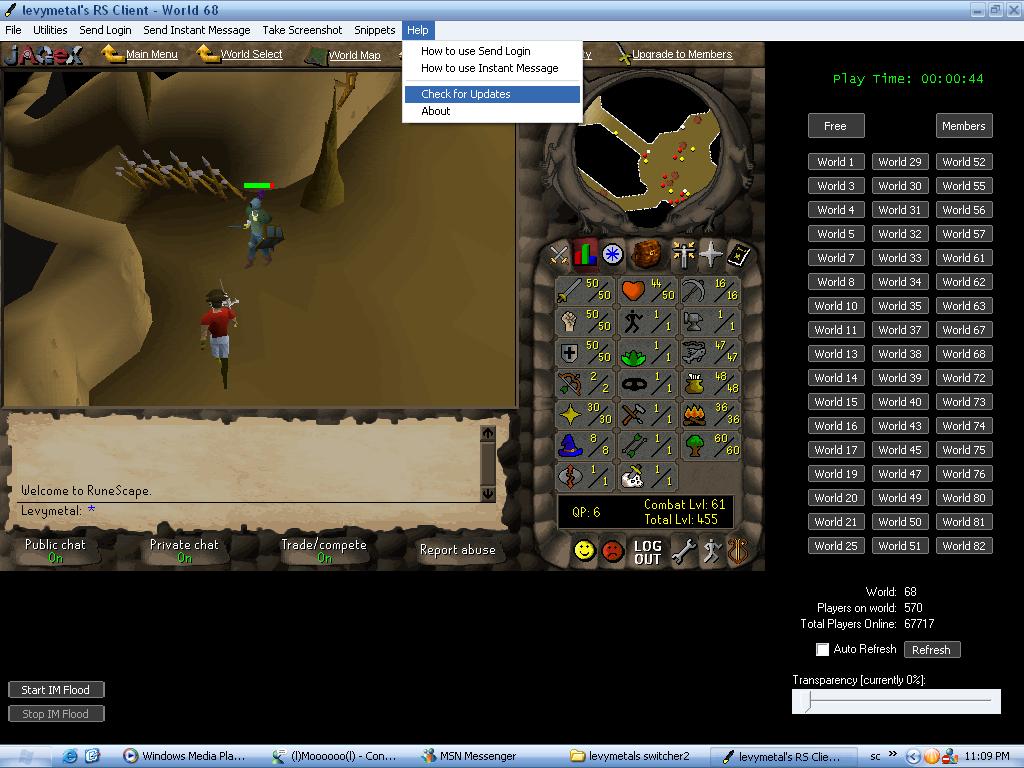 levymetal's RS Client - World 68
File Utilities Send Login Send Instant Message Take Screenshot Snippets Help
How to use Send Login
How to use Instant Message
Check for Updates
About
JAGEX Main Menu World Select World Map Upgrade to Members
Play Time: 00:00:44
Free Members
World 1 World 29 World 52
World 3 World 30 World 55
World 4 World 31 World 56
World 5 World 32 World 57
World 7 World 33 World 61
World 8 World 34 World 62
World 10 World 35 World 63
World 11 World 37 World 67
World 13 World 38 World 68
World 14 World 39 World 72
World 15 World 40 World 73
World 16 World 43 World 74
World 17 World 45 World 75
World 19 World 47 World 76
World 20 World 49 World 80
World 21 World 50 World 81
World 25 World 51 World 82
50/50 44/50 16/16
50/50 1/1 1/1
50/50 1/1 47/47
2/2 1/1 48/48
30/30 1/1 36/36
8/8 1/1 60/60
1/1 1/1
QP: 6
Combat Lvl: 61
Total Lvl: 455
LOG OUT
Welcome to RuneScape.
Levymetal: *
Public chat
On
Private chat
On
Trade/compete
On
Report abuse
World: 68
Players on world: 570
Total Players Online: 67717
Auto Refresh Refresh
Transparency [currently 0%]:
Start IM Flood
Stop IM Flood
Windows Media Pla... (l)Moooooo(l) - Con... MSN Messenger levymetals switcher2 levymetal's RS Clie... sc » 11:09 PM